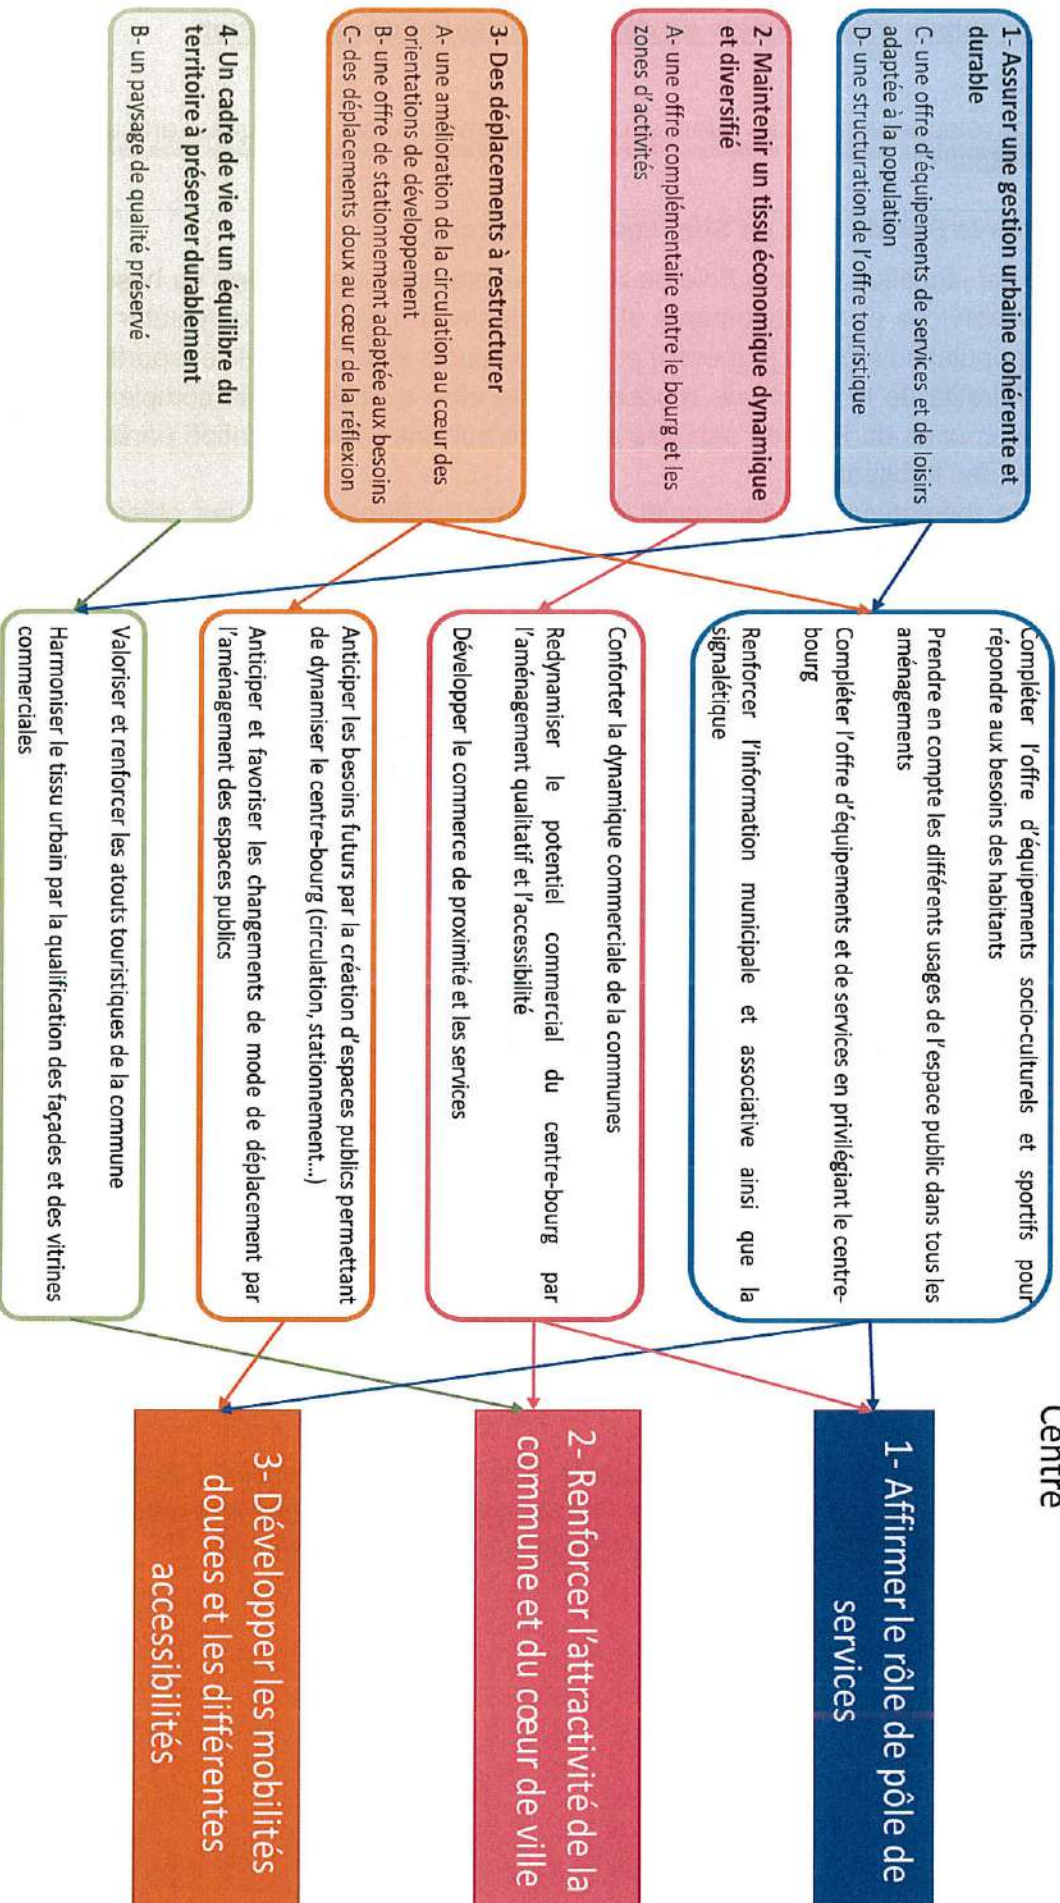 Centre
1- Assurer une gestion urbaine cohérente et
durable
C- une offre d'équipements de services et de loisirs
adaptée à la population
D- une structuration de l'offre touristique
2- Maintenir un tissu économique dynamique
et diversifié
A- une offre complémentaire entre le bourg et les
zones d'activités
3- Des déplacements à restructurer
A- une amélioration de la circulation au cœur des
orientations de développement
B- une offre de stationnement adaptée aux besoins
C- des déplacements doux au cœur de la réflexion
4- Un cadre de vie et un équilibre du
territoire à préserver durablement
B- un paysage de qualité préservé
Compléter l'offre d'équipements socio-culturels et sportifs pour
répondre aux besoins des habitants
Prendre en compte les différents usages de l'espace public dans tous les
aménagements
Compléter l'offre d'équipements et de services en privilégiant le centre-
bourg
Renforcer l'information municipale et associative ainsi que la
signalétique
Conforter la dynamique commerciale de la communes
Redynamiser le potentiel commercial du centre-bourg par
l'aménagement qualitatif et l'accessibilité
Développer le commerce de proximité et les services
Anticiper les besoins futurs par la création d'espaces publics permettant
de dynamiser le centre-bourg (circulation, stationnement...)
Anticiper et favoriser les changements de mode de déplacement par
l'aménagement des espaces publics
Valoriser et renforcer les atouts touristiques de la commune
Harmoniser le tissu urbain par la qualification des façades et des vitrines
commerciales
1- Affirmer le rôle de pôle de
services
2- Renforcer l'attractivité de la
commune et du cœur de ville
3- Développer les mobilités
douces et les différentes
accessibilités